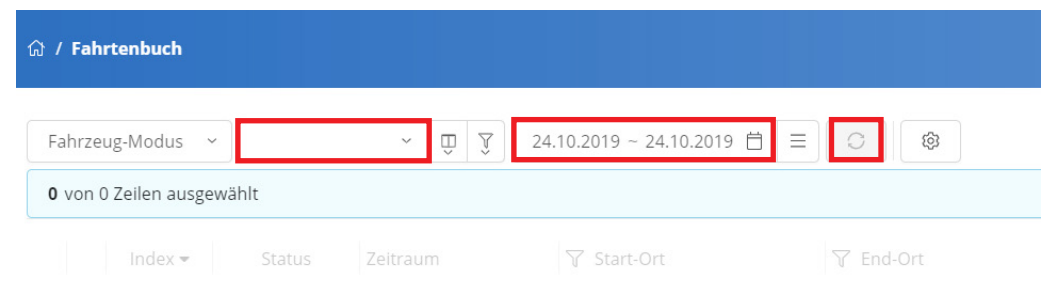 / Fahrtenbuch
Fahrzeug-Modus 24.10.2019 ~ 24.10.2019
0 von 0 Zeilen ausgewählt
Index Status Zeitraum Start-Ort End-Ort